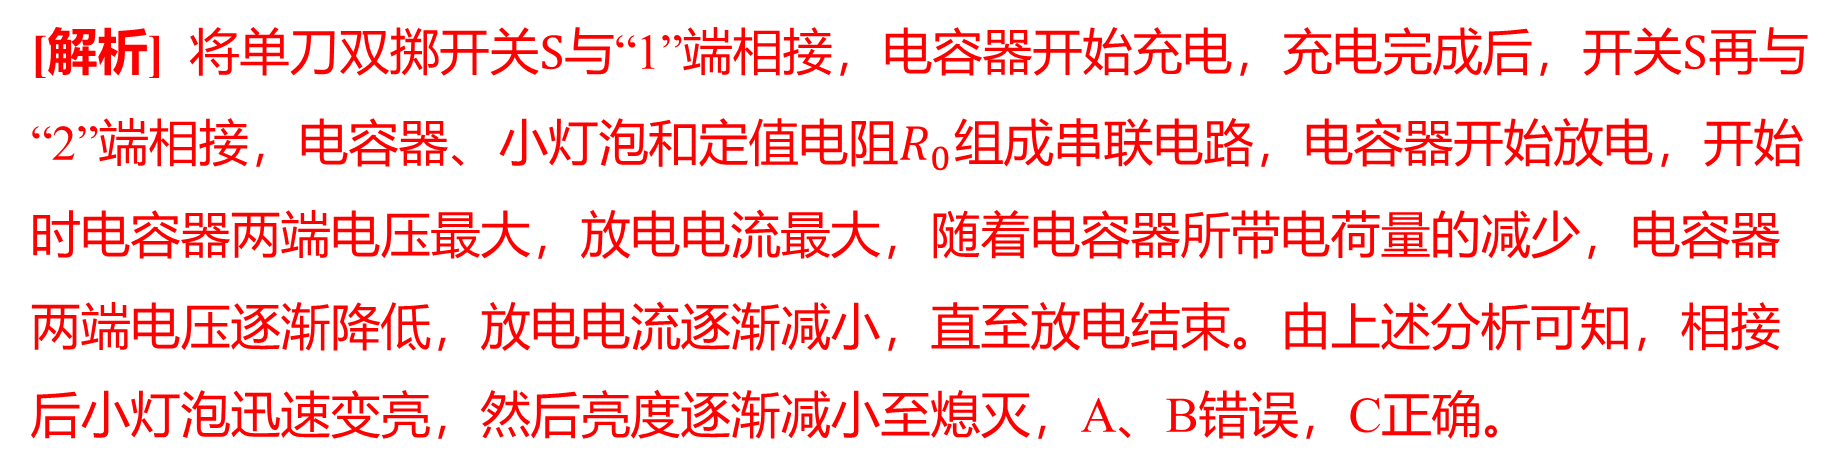 [解析] 将单刀双掷开关S与“1”端相接，电容器开始充电，充电完成后，开关S再与
“2”端相接，电容器、小灯泡和定值电阻R₀组成串联电路，电容器开始放电，开始
时电容器两端电压最大，放电电流最大，随着电容器所带电荷量的减少，电容器
两端电压逐渐降低，放电电流逐渐减小，直至放电结束。由上述分析可知，相接
后小灯泡迅速变亮，然后亮度逐渐减小至熄灭，A、B错误，C正确。